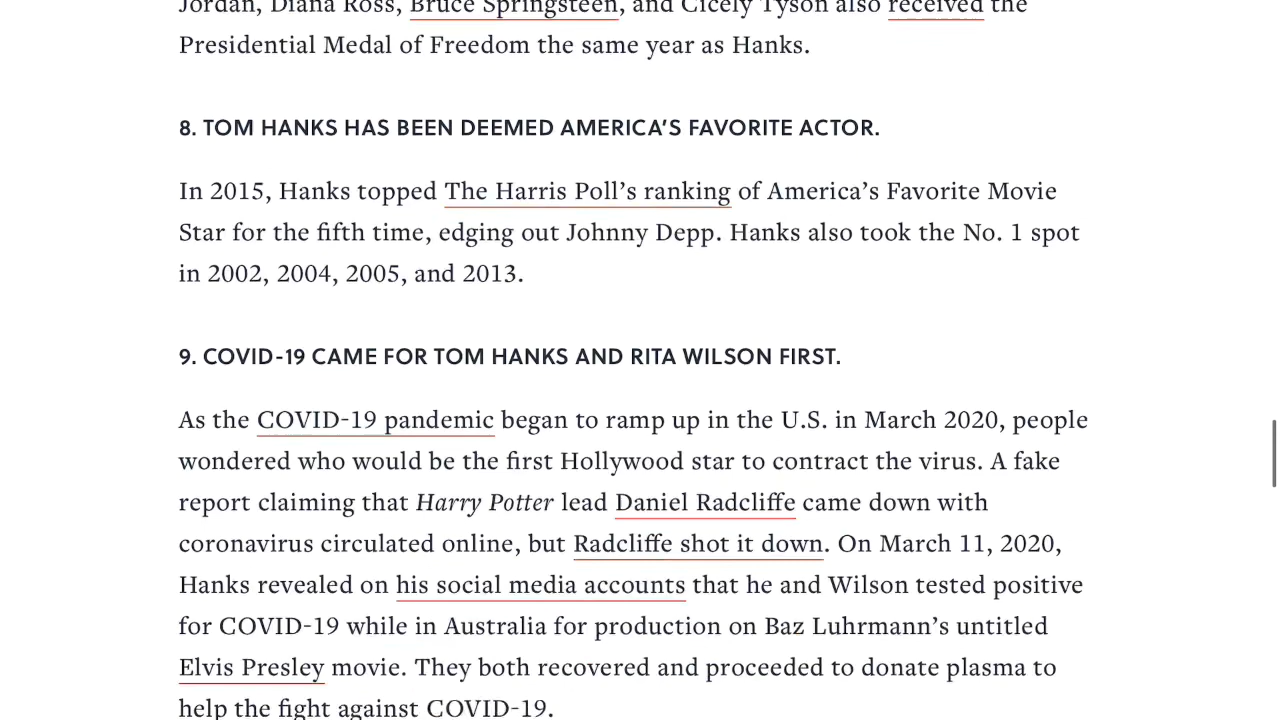 Jordan, Diana Ross, Bruce Springsteen, and Cicely Tyson also received the
Presidential Medal of Freedom the same year as Hanks.
8. TOM HANKS HAS BEEN DEEMED AMERICA’S FAVORITE ACTOR.
In 2015, Hanks topped The Harris Poll’s ranking of America’s Favorite Movie
Star for the fifth time, edging out Johnny Depp. Hanks also took the No. 1 spot
in 2002, 2004, 2005, and 2013.
9. COVID-19 CAME FOR TOM HANKS AND RITA WILSON FIRST.
As the COVID-19 pandemic began to ramp up in the U.S. in March 2020, people
wondered who would be the first Hollywood star to contract the virus. A fake
report claiming that Harry Potter lead Daniel Radcliffe came down with
coronavirus circulated online, but Radcliffe shot it down. On March 11, 2020,
Hanks revealed on his social media accounts that he and Wilson tested positive
for COVID-19 while in Australia for production on Baz Luhrmann’s untitled
Elvis Presley movie. They both recovered and proceeded to donate plasma to
help the fight against COVID-19.